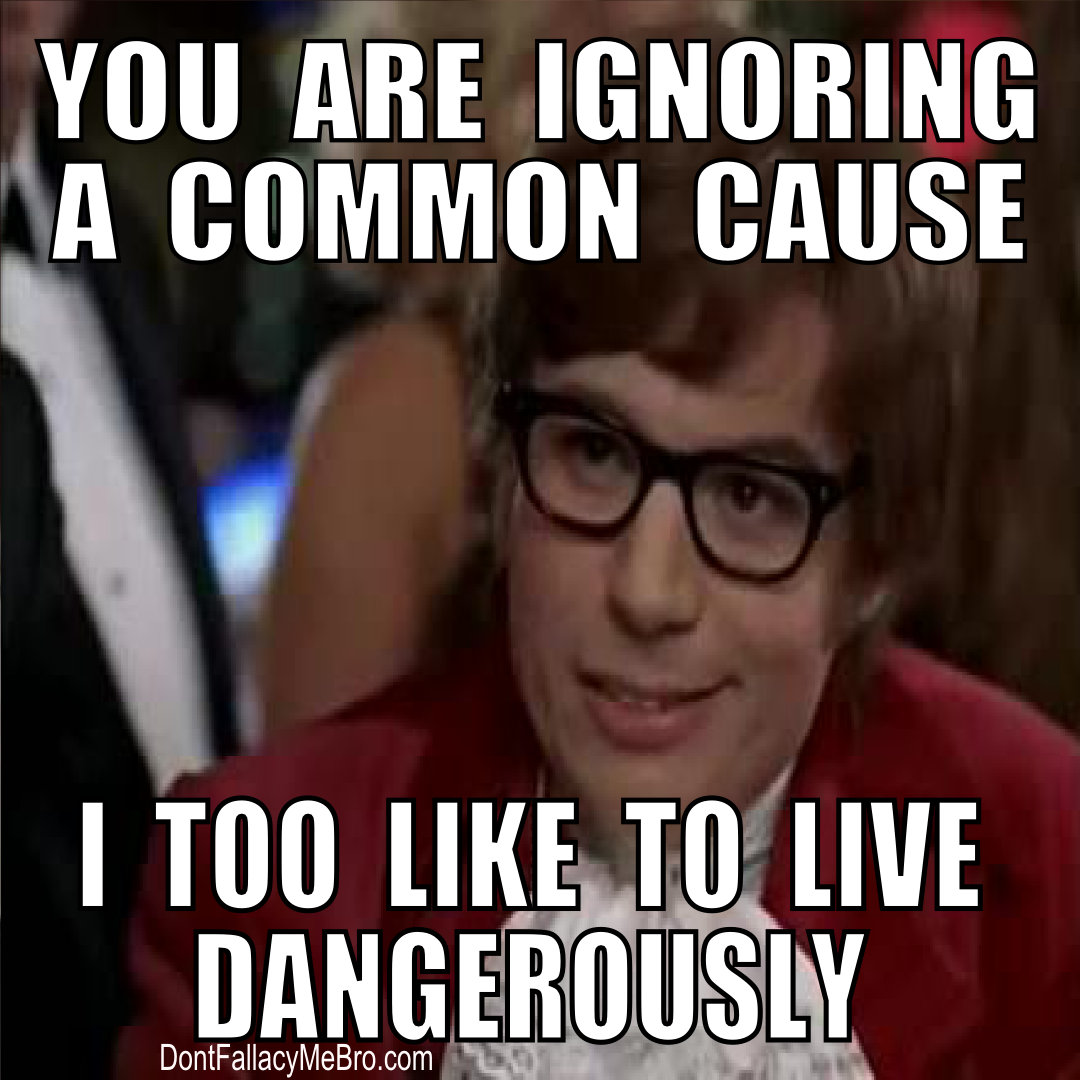 YOU ARE IGNORING
A COMMON CAUSE
I TOO LIKE TO LIVE
DANGEROUSLY
DontFallacyMeBro.com